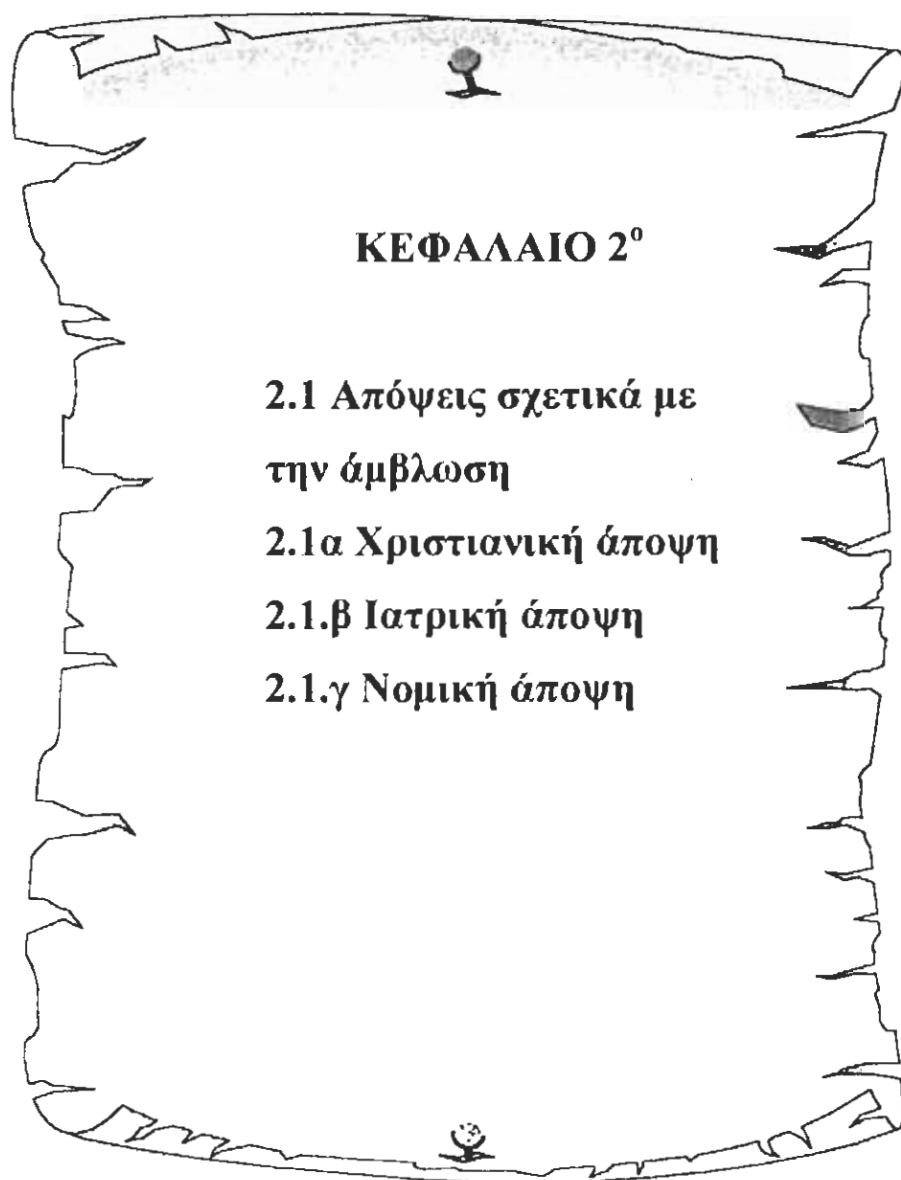 ΚΕΦΑΛΑΙΟ 2º
2.1 Απόψεις σχετικά με
την άμβλωση
2.1α Χριστιανική άποψη
2.1.β Ιατρική άποψη
2.1.γ Νομική άποψη